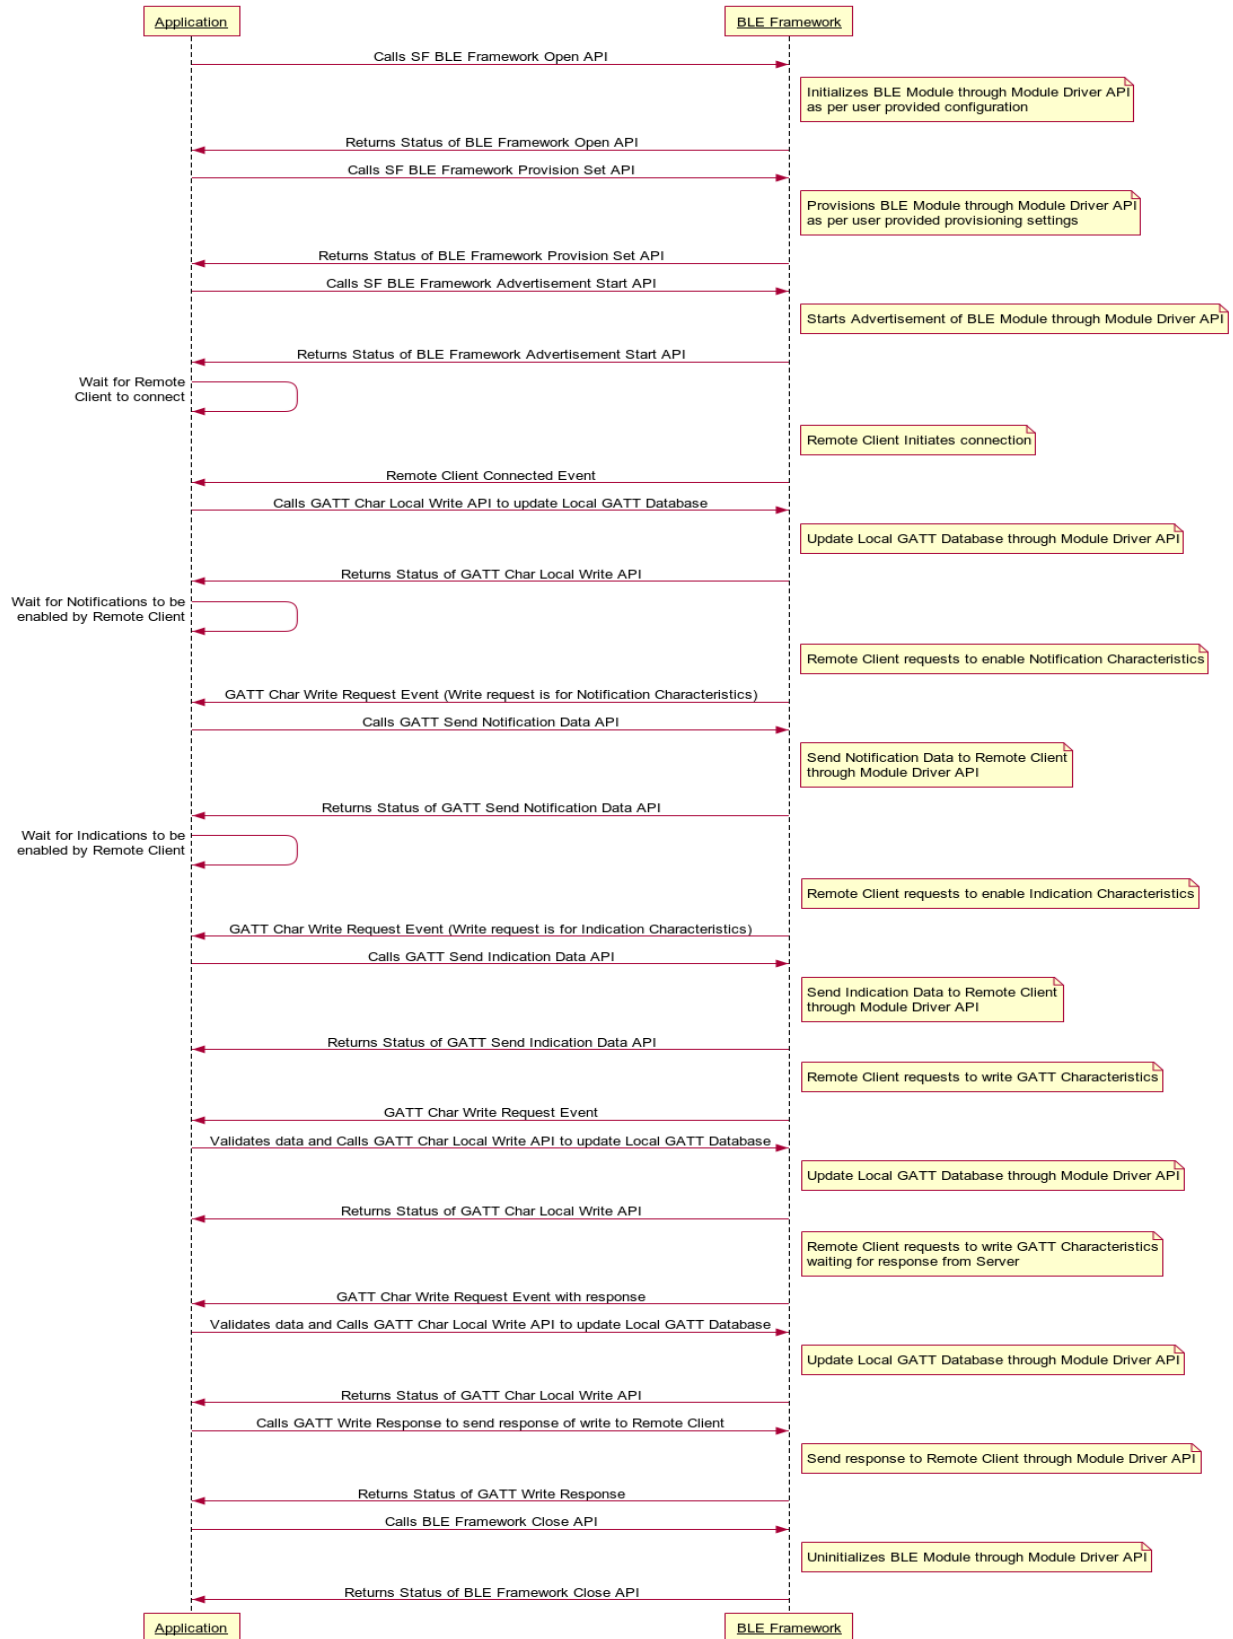 Application
BLE Framework
Calls SF BLE Framework Open API
Initializes BLE Module through Module Driver API
as per user provided configuration
Returns Status of BLE Framework Open API
Calls SF BLE Framework Provision Set API
Provisions BLE Module through Module Driver API
as per user provided provisioning settings
Returns Status of BLE Framework Provision Set API
Calls SF BLE Framework Advertisement Start API
Starts Advertisement of BLE Module through Module Driver API
Returns Status of BLE Framework Advertisement Start API
Wait for Remote
Client to connect
Remote Client Initiates connection
Remote Client Connected Event
Calls GATT Char Local Write API to update Local GATT Database
Update Local GATT Database through Module Driver API
Returns Status of GATT Char Local Write API
Wait for Notifications to be
enabled by Remote Client
Remote Client requests to enable Notification Characteristics
GATT Char Write Request Event (Write request is for Notification Characteristics)
Calls GATT Send Notification Data API
Send Notification Data to Remote Client
through Module Driver API
Returns Status of GATT Send Notification Data API
Wait for Indications to be
enabled by Remote Client
Remote Client requests to enable Indication Characteristics
GATT Char Write Request Event (Write request is for Indication Characteristics)
Calls GATT Send Indication Data API
Send Indication Data to Remote Client
through Module Driver API
Returns Status of GATT Send Indication Data API
Remote Client requests to write GATT Characteristics
GATT Char Write Request Event
Validates data and Calls GATT Char Local Write API to update Local GATT Database
Update Local GATT Database through Module Driver API
Returns Status of GATT Char Local Write API
Remote Client requests to write GATT Characteristics
waiting for response from Server
GATT Char Write Request Event with response
Validates data and Calls GATT Char Local Write API to update Local GATT Database
Update Local GATT Database through Module Driver API
Returns Status of GATT Char Local Write API
Calls GATT Write Response to send response of write to Remote Client
Send response to Remote Client through Module Driver API
Returns Status of GATT Write Response
Calls BLE Framework Close API
Uninitializes BLE Module through Module Driver API
Returns Status of BLE Framework Close API
Application
BLE Framework